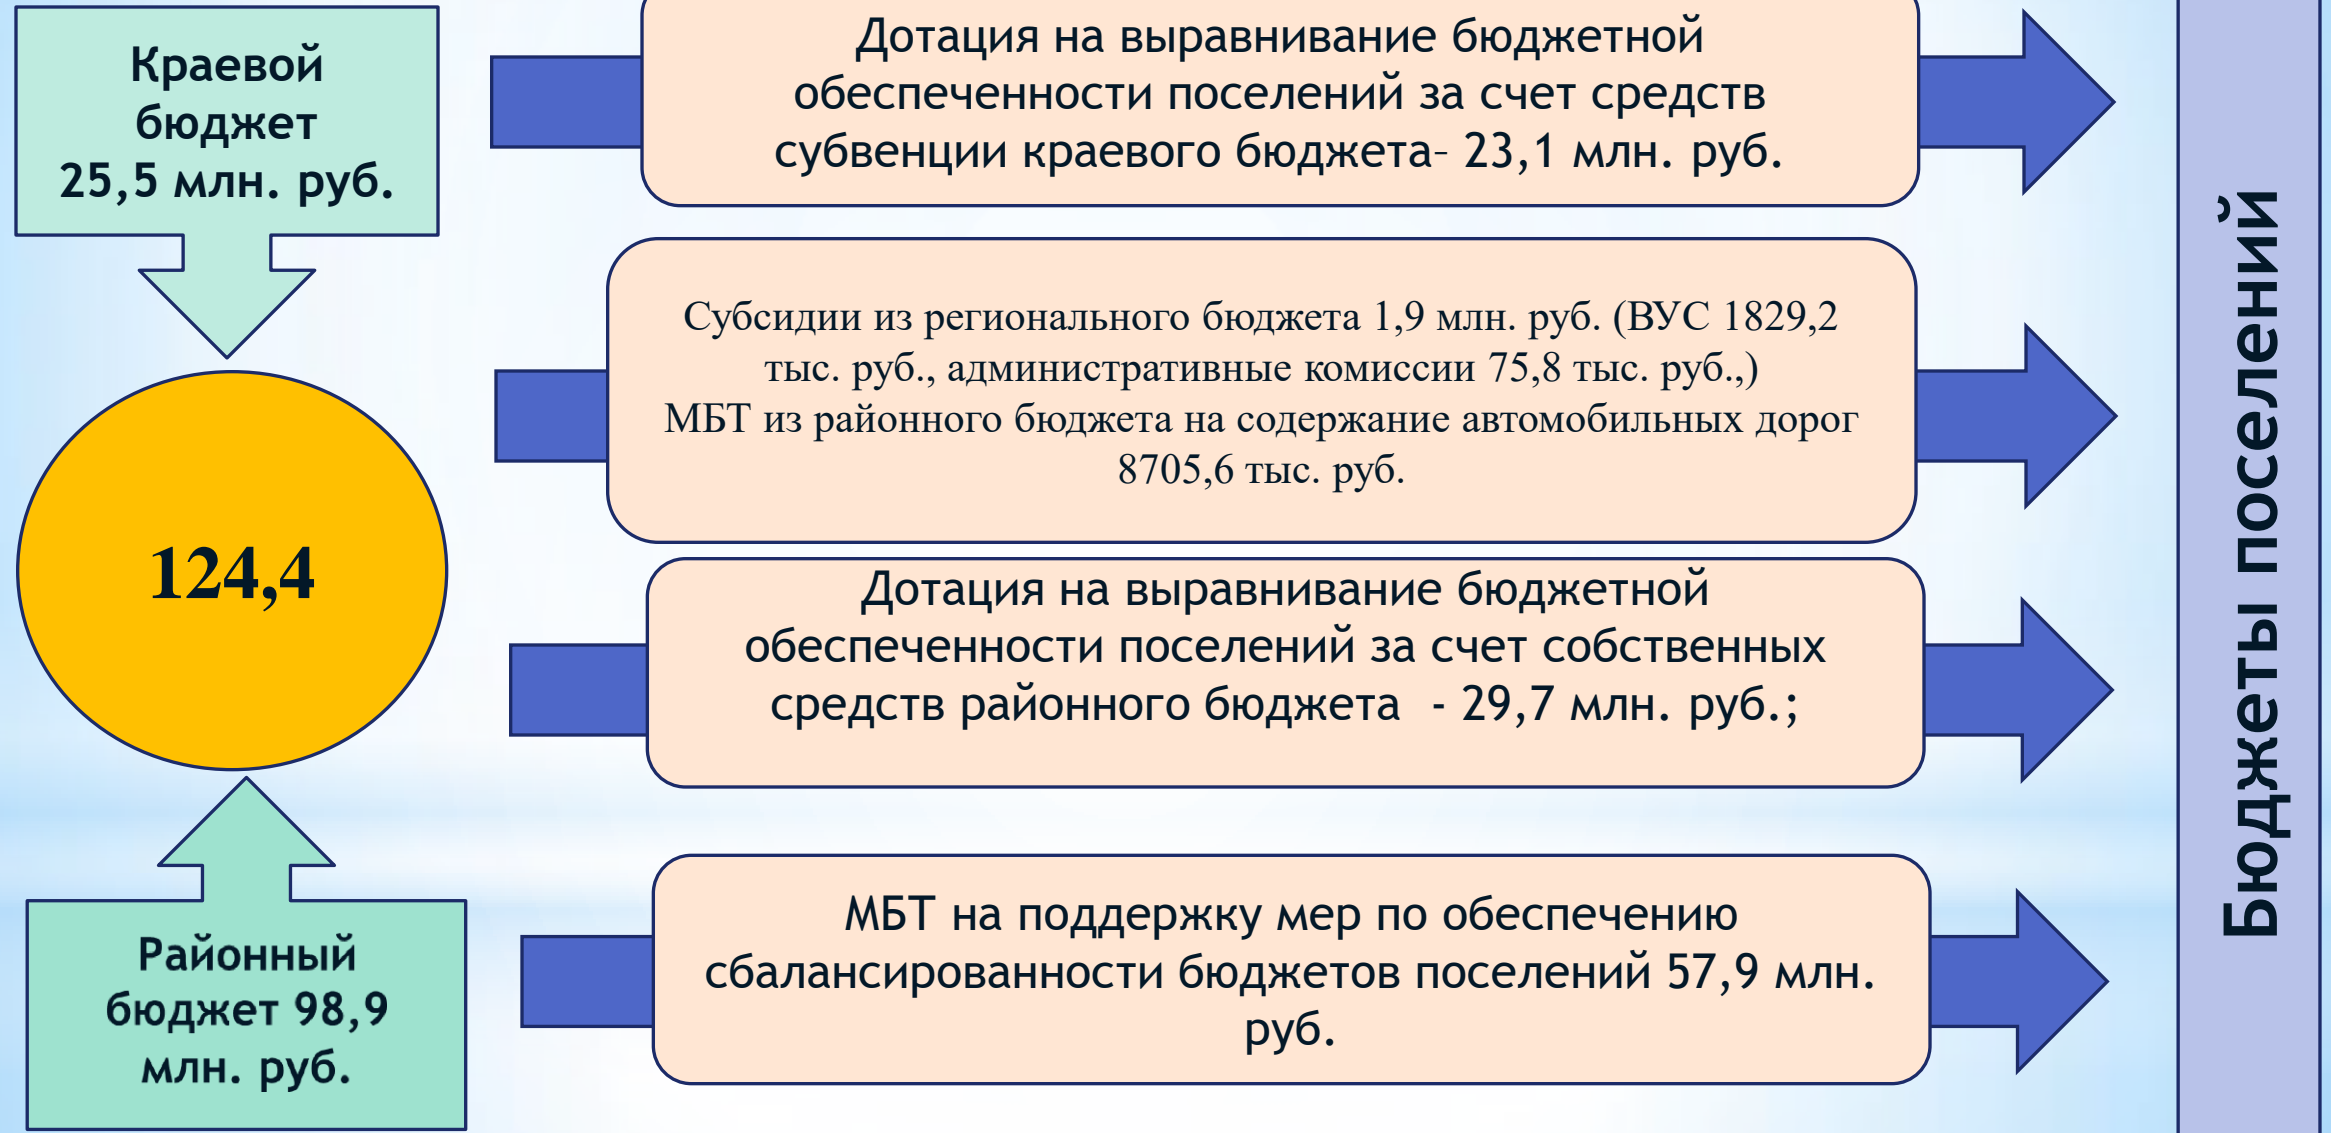 Краевой
бюджет
25,5 млн. руб.
124,4
Районный
бюджет 98,9
млн. руб.
Дотация на выравнивание бюджетной
обеспеченности поселений за счет средств
субвенции краевого бюджета– 23,1 млн. руб.
Субсидии из регионального бюджета 1,9 млн. руб. (ВУС 1829,2
тыс. руб., административные комиссии 75,8 тыс. руб.,)
МБТ из районного бюджета на содержание автомобильных дорог
8705,6 тыс. руб.
Дотация на выравнивание бюджетной
обеспеченности поселений за счет собственных
средств районного бюджета  - 29,7 млн. руб.;
МБТ на поддержку мер по обеспечению
сбалансированности бюджетов поселений 57,9 млн.
руб.
Бюджеты поселений